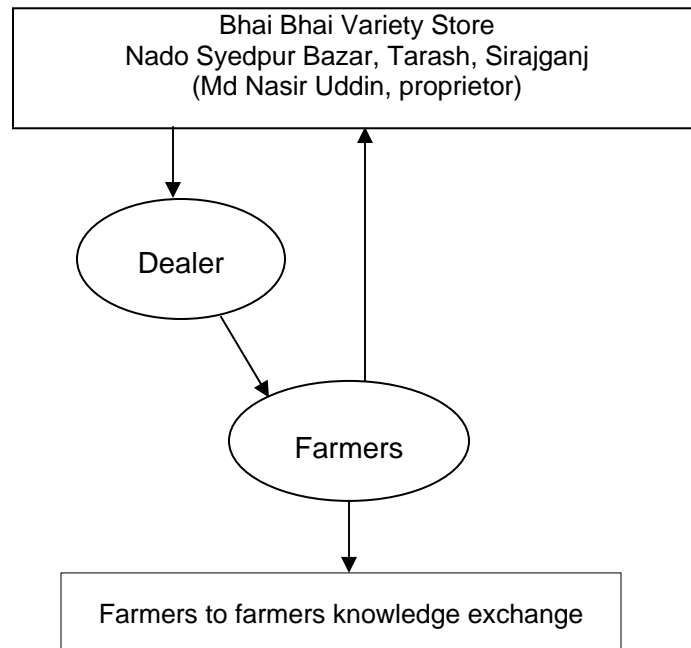 Bhai Bhai Variety Store
Nado Syedpur Bazar, Tarash, Sirajganj
(Md Nasir Uddin, proprietor)
Dealer
Farmers
Farmers to farmers knowledge exchange